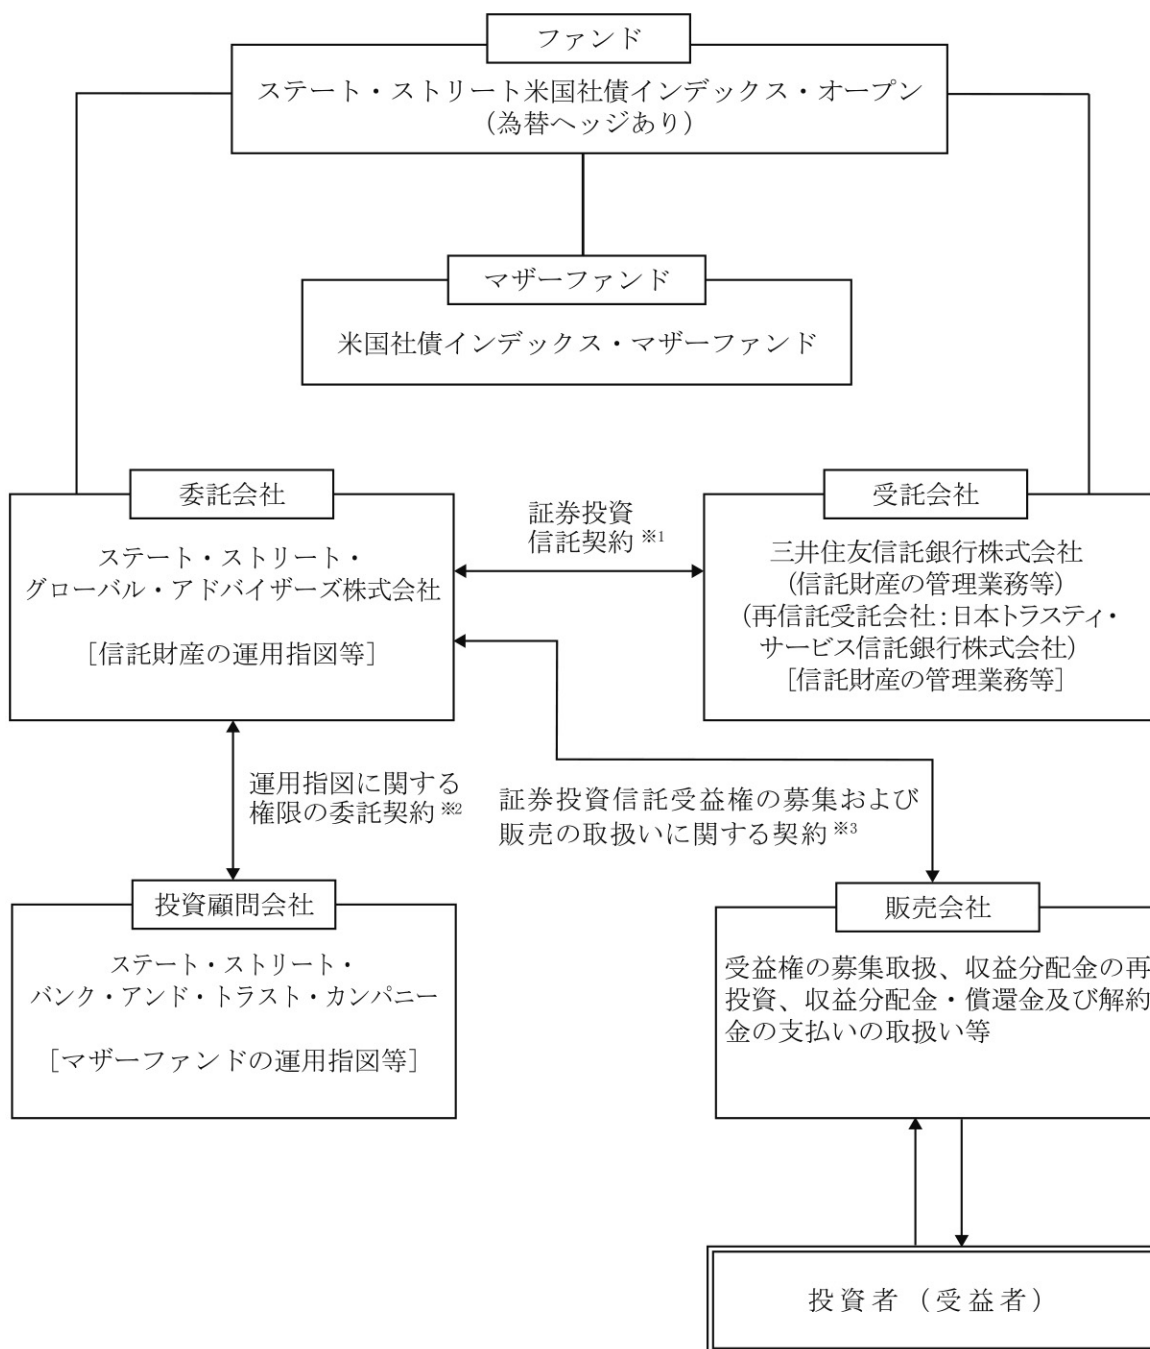 ファンド
ステート・ストリート米国社債インデックス・オープン
(為替ヘッジあり)
マザーファンド
米国社債インデックス・マザーファンド
委託会社
ステート・ストリート・
グローバル・アドバイザーズ株式会社
[信託財産の運用指図等]
証券投資
信託契約※1
受託会社
三井住友信託銀行株式会社
(信託財産の管理業務等)
(再信託受託会社:日本トラスティ・
サービス信託銀行株式会社)
[信託財産の管理業務等]
運用指図に関する
権限の委託契約※2
証券投資信託受益権の募集および
販売の取扱いに関する契約※3
投資顧問会社
ステート・ストリート・
バンク・アンド・トラスト・カンパニー
[マザーファンドの運用指図等]
販売会社
受益権の募集取扱、収益分配金の再
投資、収益分配金・償還金及び解約
金の支払いの取扱い等
投資者(受益者)